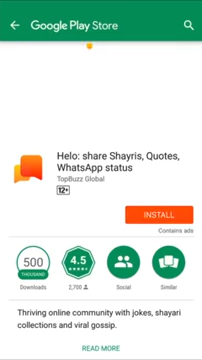 Google Play Store
Helo: share Shayris, Quotes,
WhatsApp status
TopBuzz Global
12+
INSTALL
Contains ads
500
THOUSAND
Downloads
4.5
2,700
Social
Similar
Thriving online community with jokes, shayari
collections and viral gossip.
READ MORE